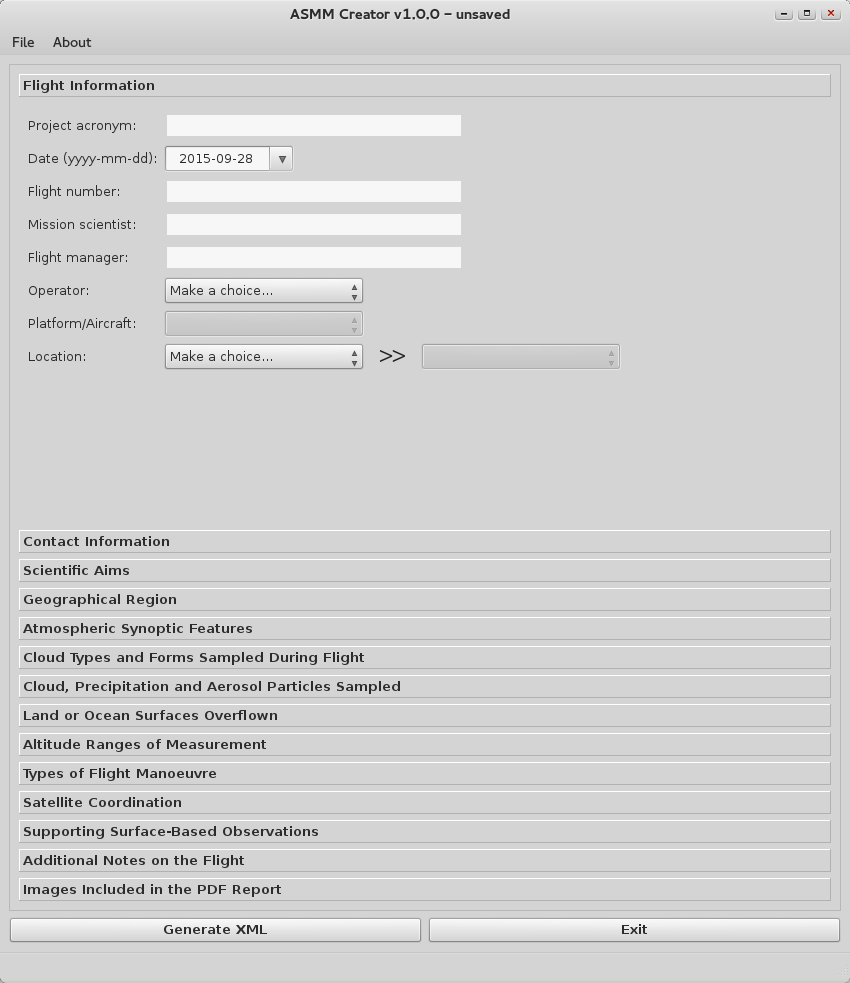 ASMM Creator v1.0.0 – unsaved
File About
Flight Information
Project acronym:
Date (yyyy-mm-dd): 2015-09-28
Flight number:
Mission scientist:
Flight manager:
Operator: Make a choice...
Platform/Aircraft:
Location: Make a choice... >>
Contact Information
Scientific Aims
Geographical Region
Atmospheric Synoptic Features
Cloud Types and Forms Sampled During Flight
Cloud, Precipitation and Aerosol Particles Sampled
Land or Ocean Surfaces Overflown
Altitude Ranges of Measurement
Types of Flight Manoeuvre
Satellite Coordination
Supporting Surface-Based Observations
Additional Notes on the Flight
Images Included in the PDF Report
Generate XML Exit